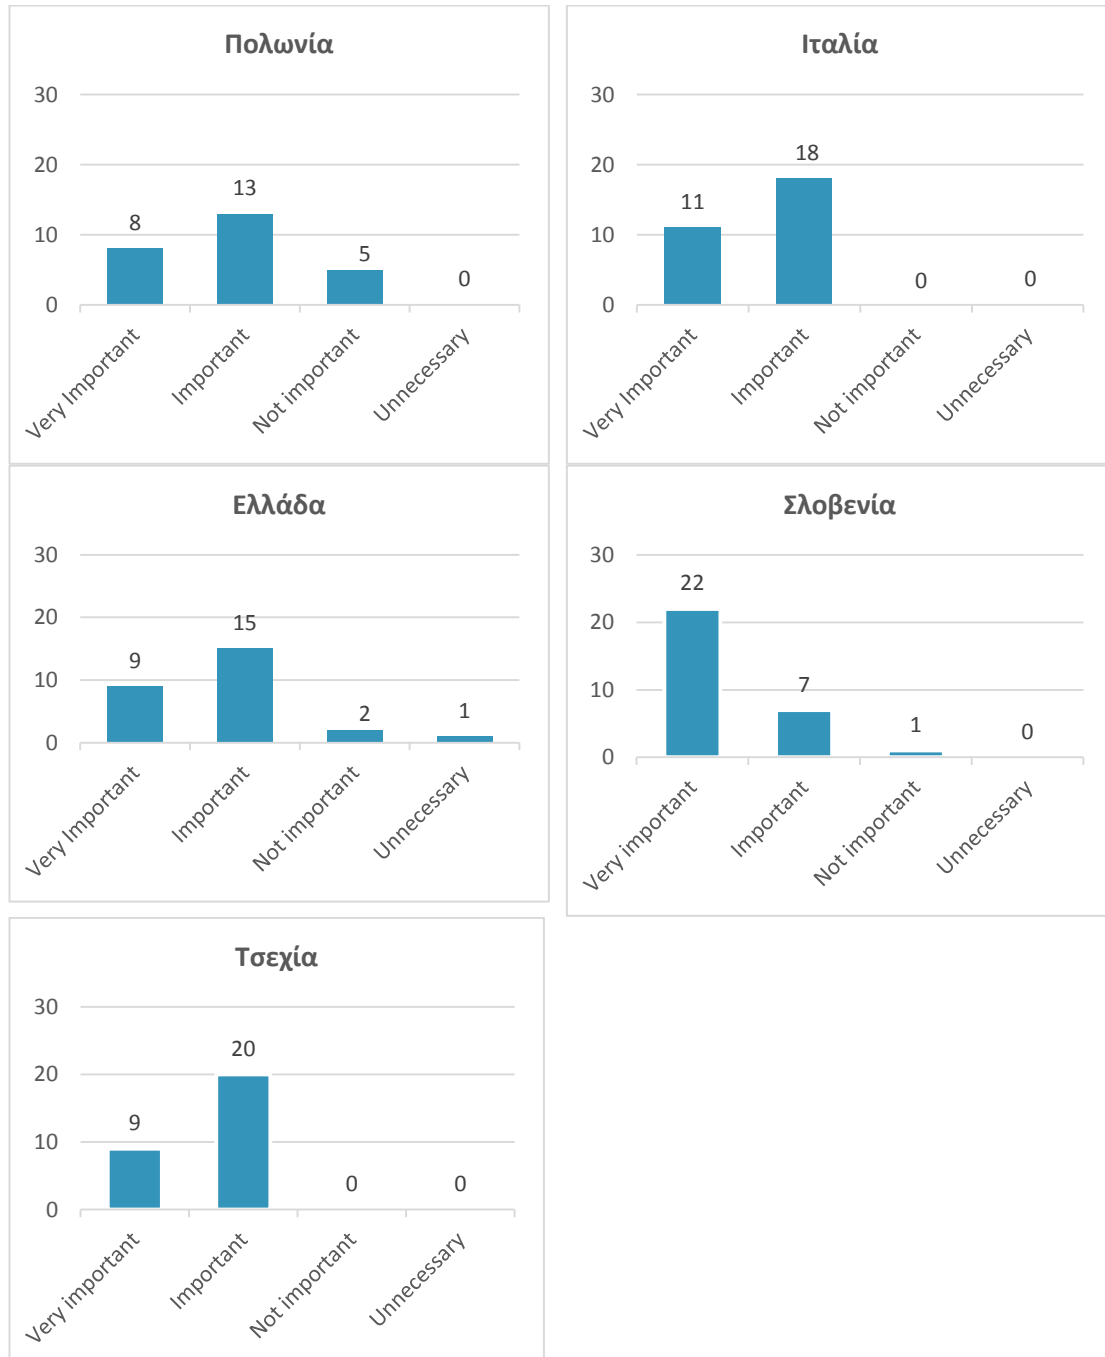 Πολωνία
30
20
10
0
8
13
5
0
Very Important
Important
Not important
Unnecessary
Ιταλία
30
20
10
0
11
18
0
0
Very Important
Important
Not important
Unnecessary
Ελλάδα
30
20
10
0
9
15
2
1
Very Important
Important
Not important
Unnecessary
Σλοβενία
30
20
10
0
22
7
1
0
Very important
Important
Not important
Unnecessary
Τσεχία
30
20
10
0
9
20
0
0
Very important
Important
Not important
Unnecessary